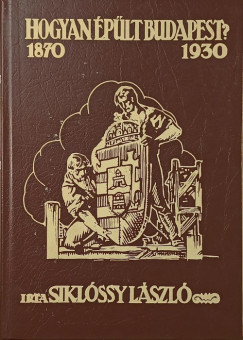 HOGYAN ÉPÜLT BUDAPEST?
1870 1930
IRTA SIKLÓSSY LÁSZLÓ